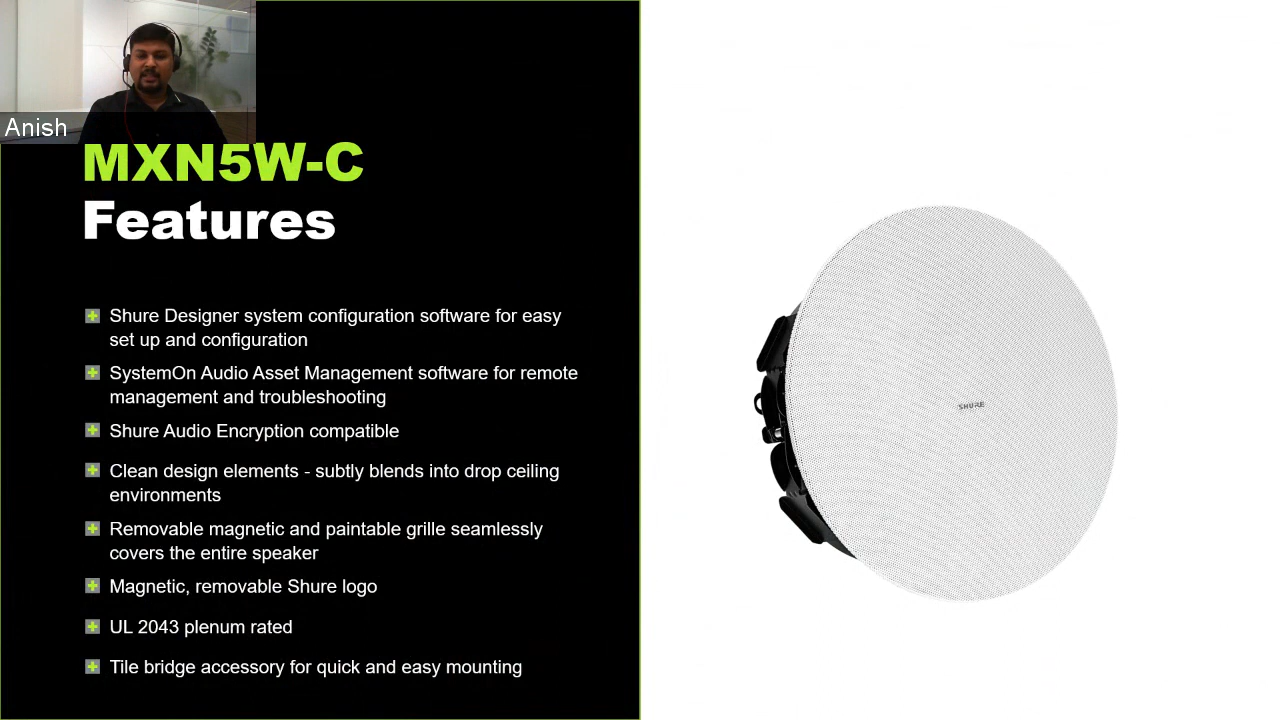 Anish
MXN5W-C
Features
Shure Designer system configuration software for easy
set up and configuration
SystemOn Audio Asset Management software for remote
management and troubleshooting
Shure Audio Encryption compatible
Clean design elements - subtly blends into drop ceiling
environments
Removable magnetic and paintable grille seamlessly
covers the entire speaker
Magnetic, removable Shure logo
UL 2043 plenum rated
Tile bridge accessory for quick and easy mounting
SHURE